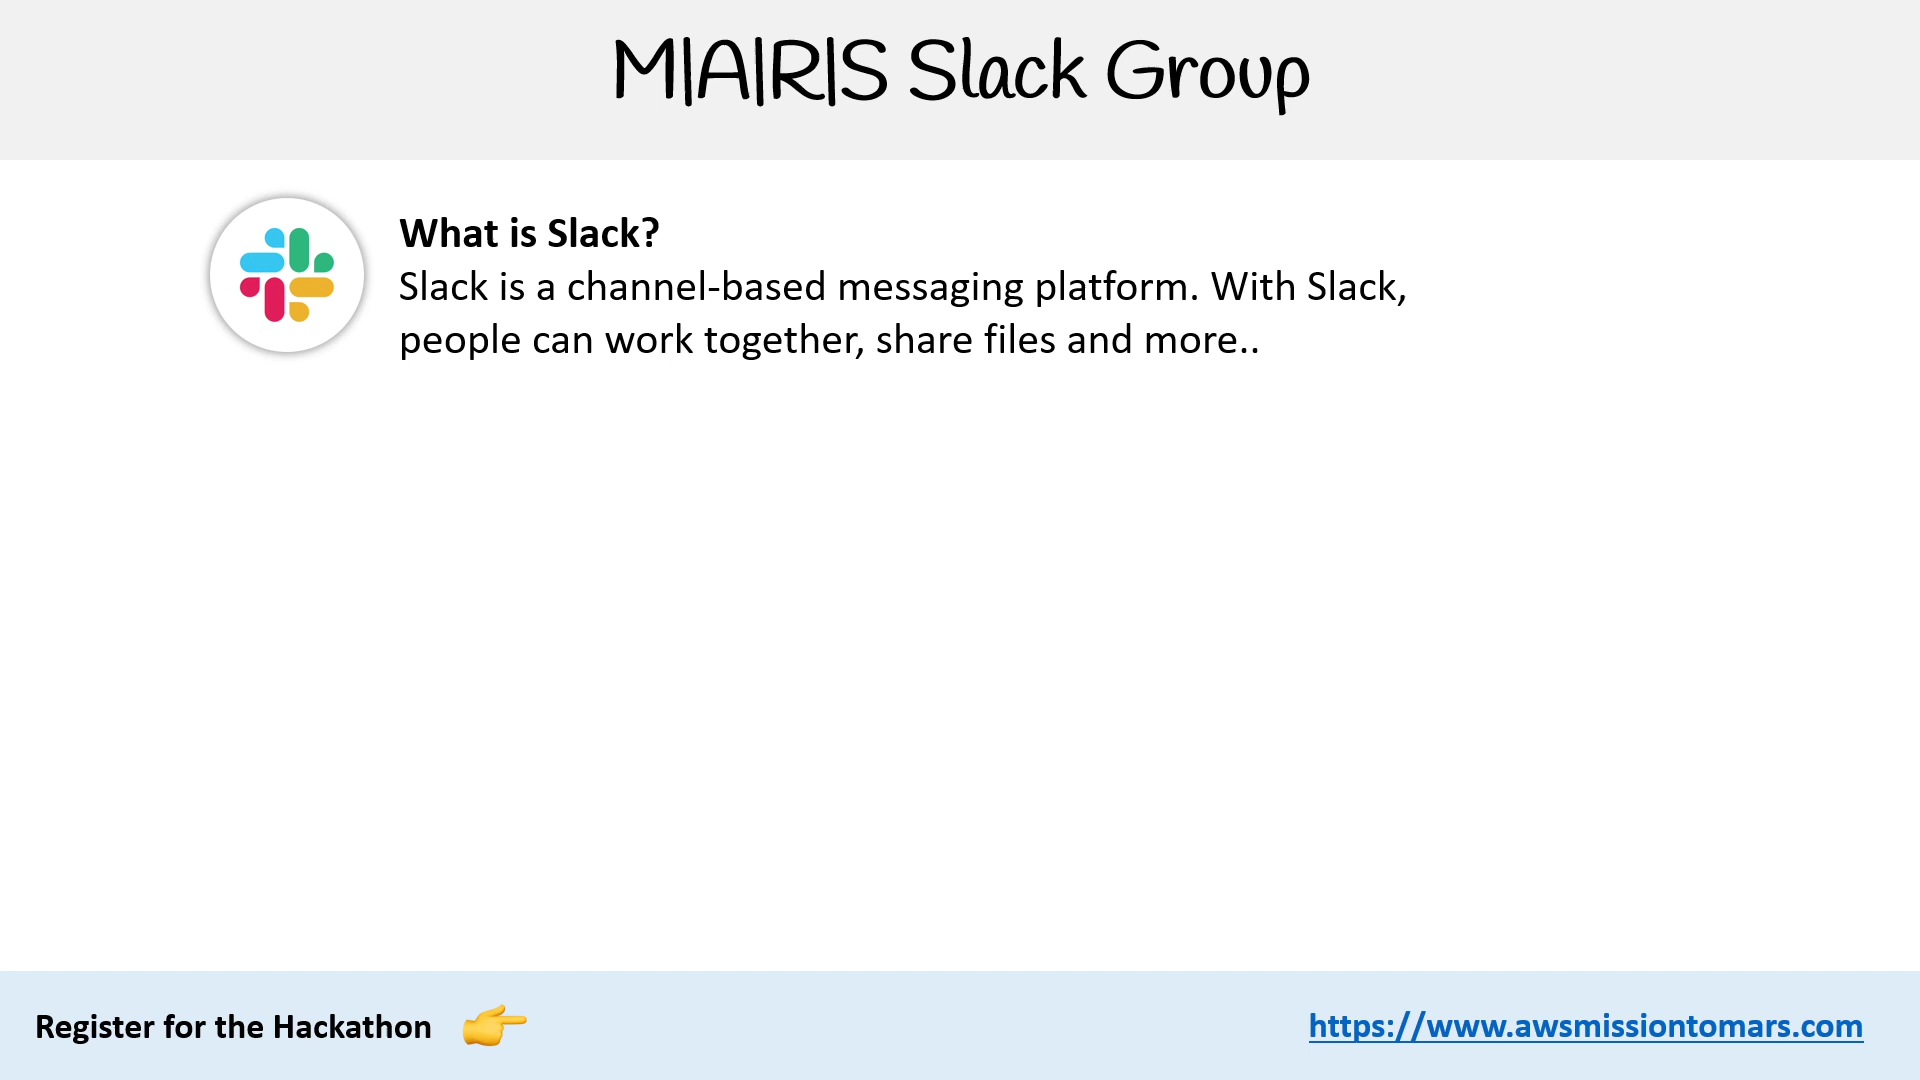 M|A|R|S Slack Group
What is Slack?
Slack is a channel-based messaging platform. With Slack,
people can work together, share files and more..
Register for the Hackathon
https://www.awsmissiontomars.com